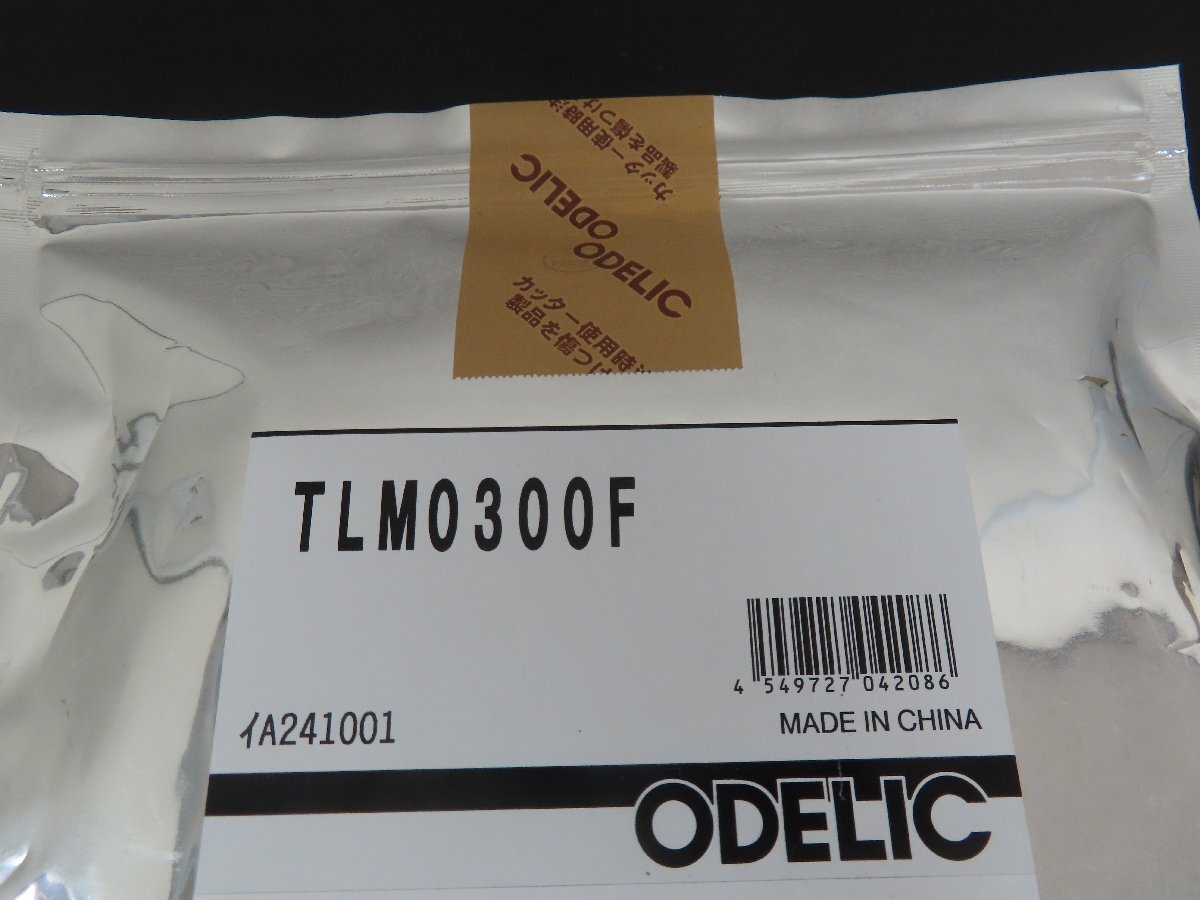 カッター使用時注
製品を傷つけ
ODELIC
ODELIC
カッター使用時
製品を傷つけ
TLM0300F
4 549727 042086
イA241001
MADE IN CHINA
ODELIC